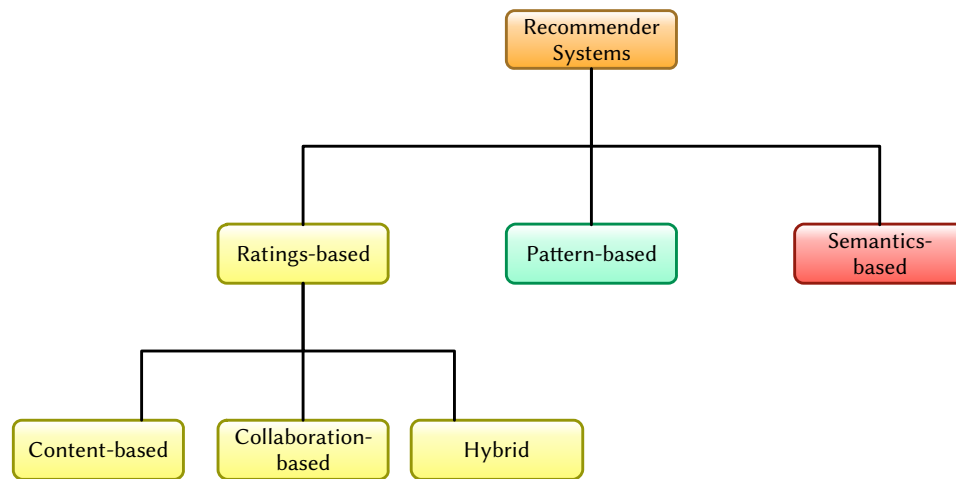 Recommender
Systems
Ratings-based
Pattern-based
Semantics-
based
Content-based
Collaboration-
based
Hybrid